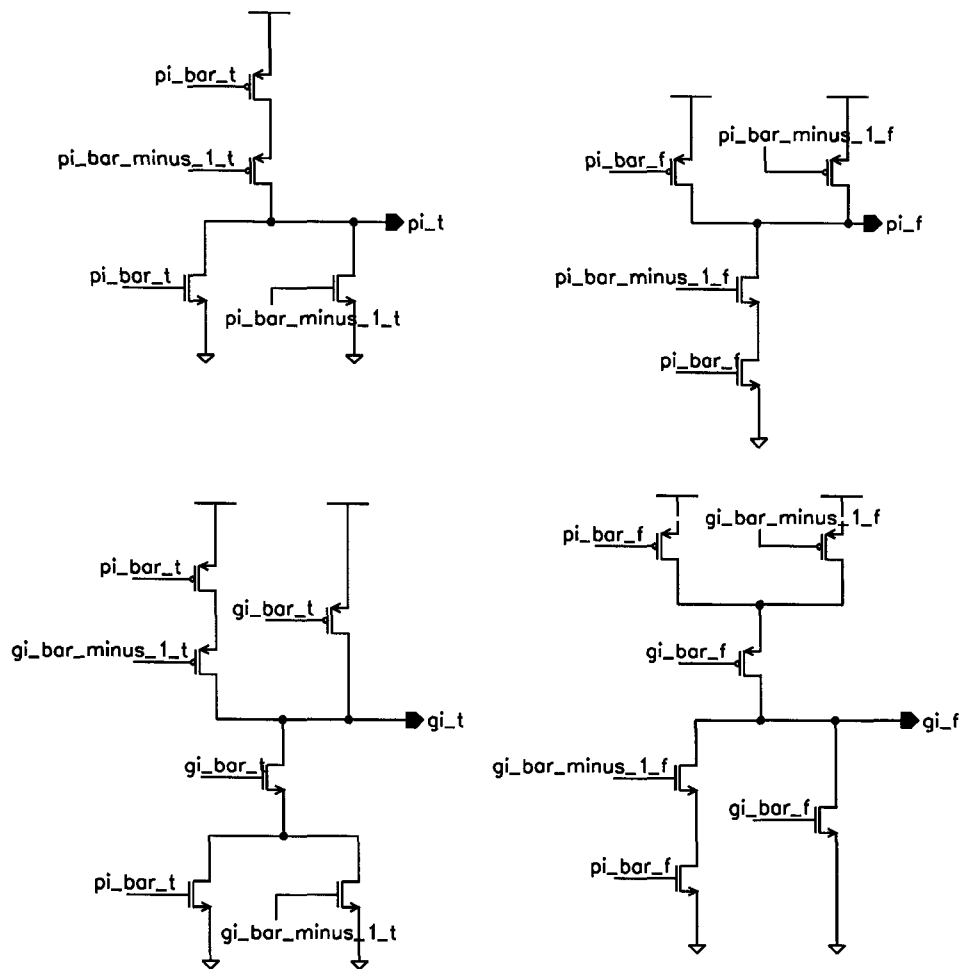 pi_bar_t
pi_bar_minus_1_t
pi_t
pi_bar_t
pi_bar_minus_1_t
pi_bar_minus_1_f
pi_bar_f
pi_f
pi_bar_minus_1_f
pi_bar_f
pi_bar_t
gi_bar_t
gi_bar_minus_1_t
gi_t
gi_bar_t
pi_bar_t
gi_bar_minus_1_t
gi_bar_minus_1_f
pi_bar_f
gi_bar_f
gi_f
gi_bar_minus_1_f
gi_bar_f
pi_bar_f